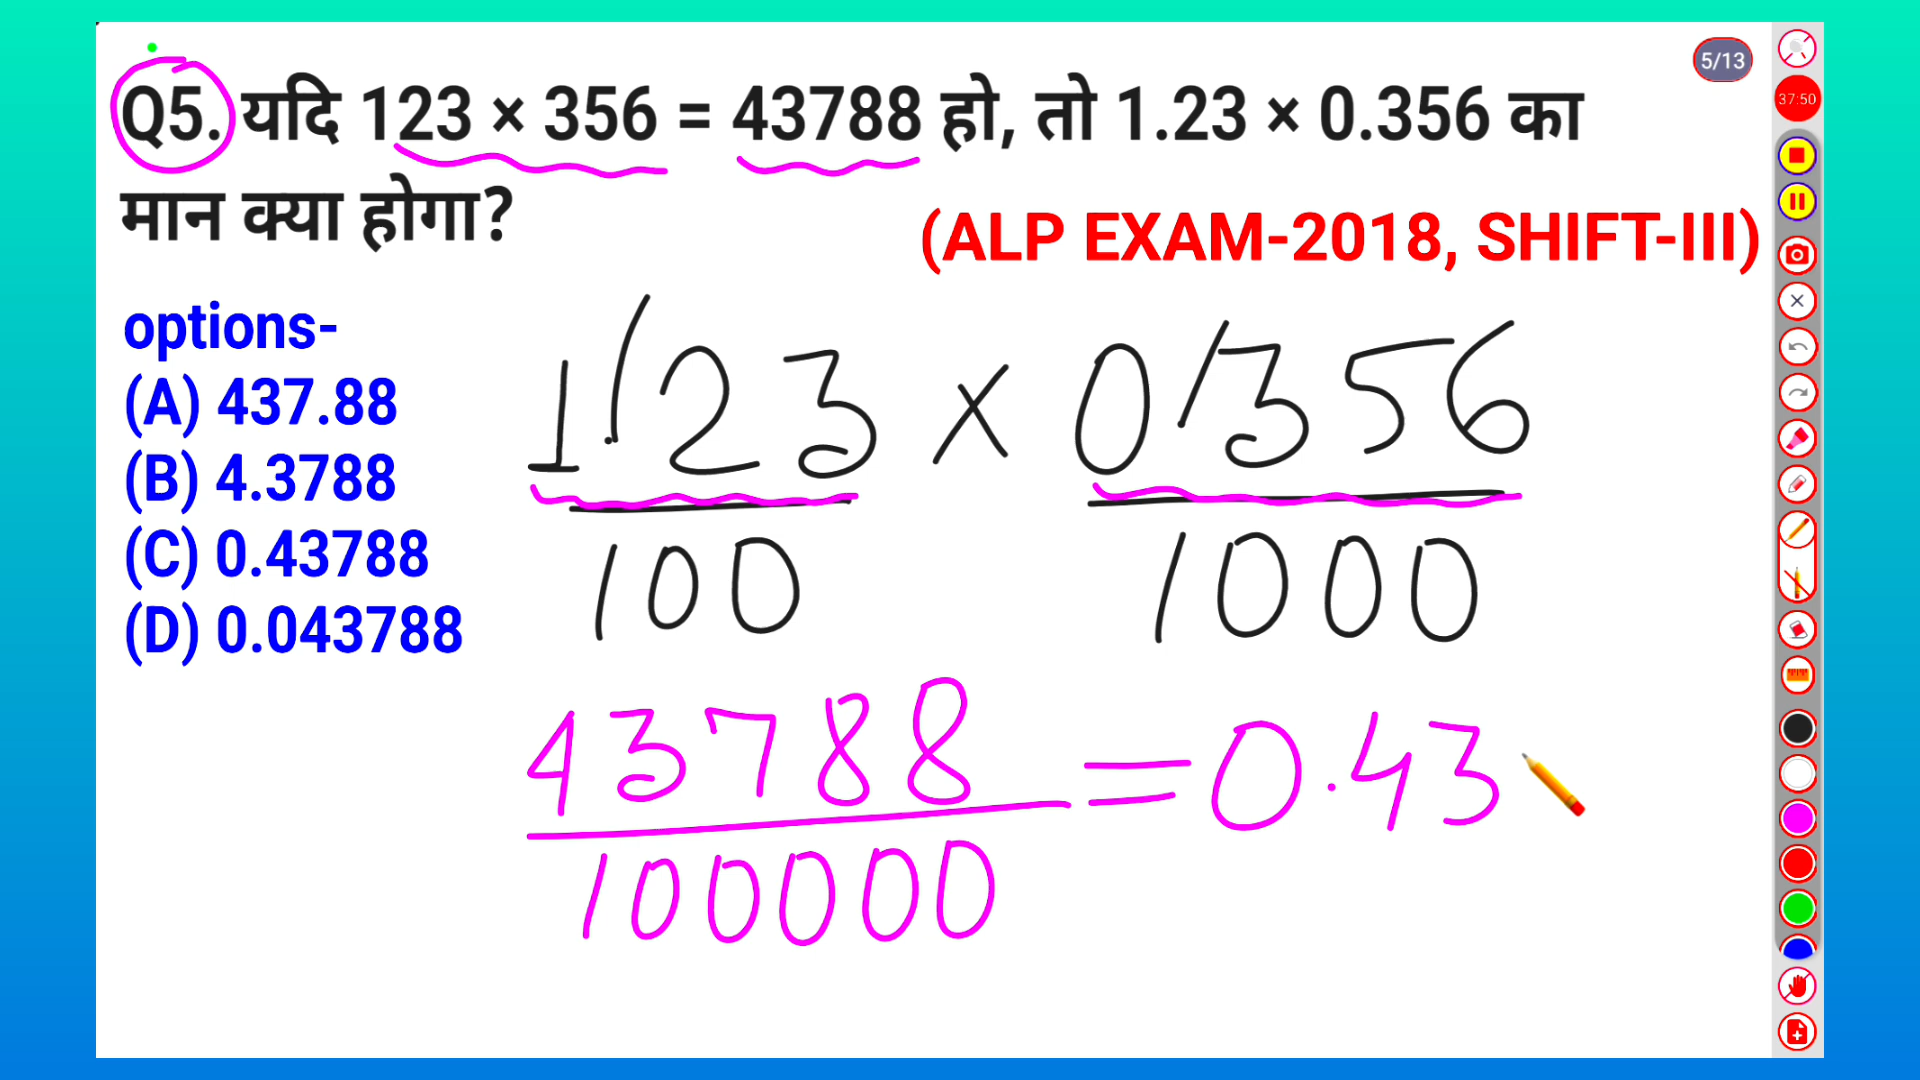 5/13
37:50
Q5. यदि 123 × 356 = 43788 हो, तो 1.23 × 0.356 का
मान क्या होगा?
(ALP EXAM-2018, SHIFT-III)
options-
(A) 437.88
(B) 4.3788
(C) 0.43788
(D) 0.043788
1.23 × 0.356
100 1000
43788 = 0.43
100000